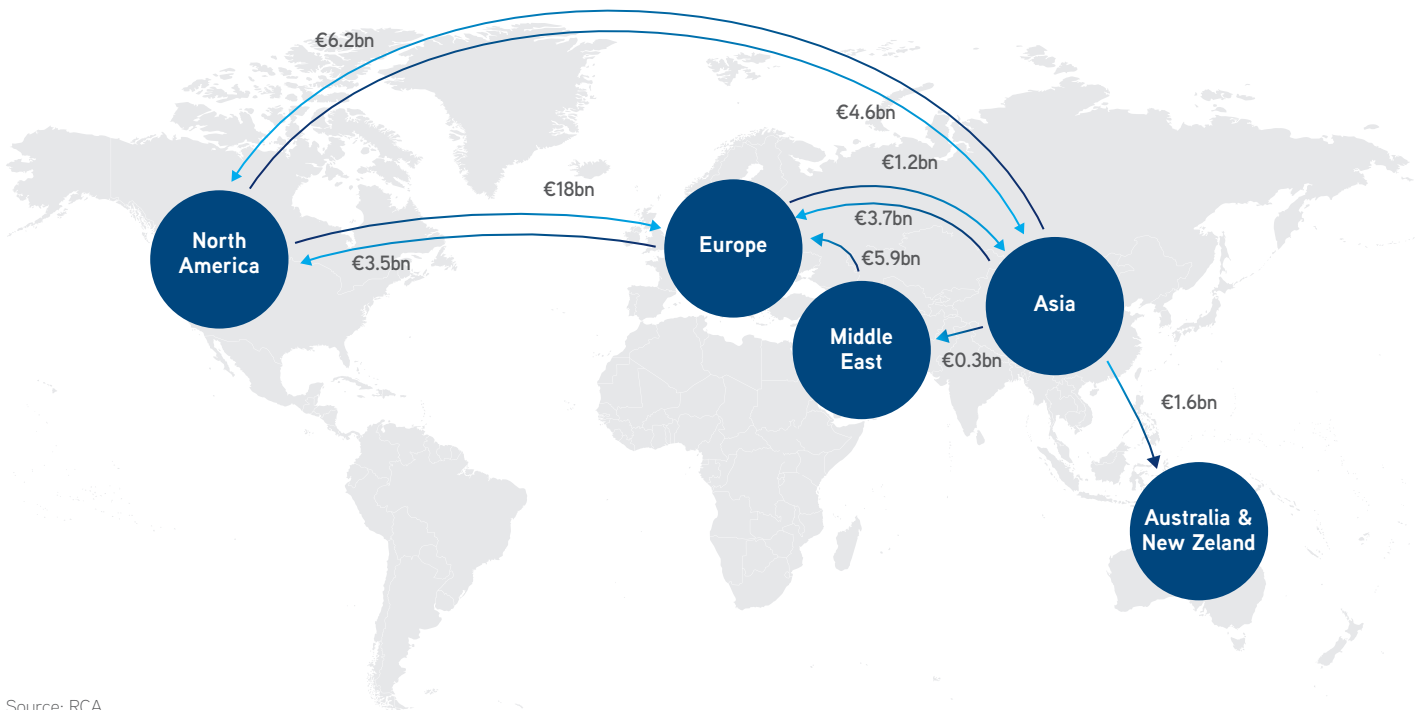 €6.2bn
€4.6bn
€1.2bn
€18bn
€3.7bn
North
America
Europe
€3.5bn
€5.9bn
Asia
Middle
East
€0.3bn
€1.6bn
Australia &
New Zeland
Source: RCA